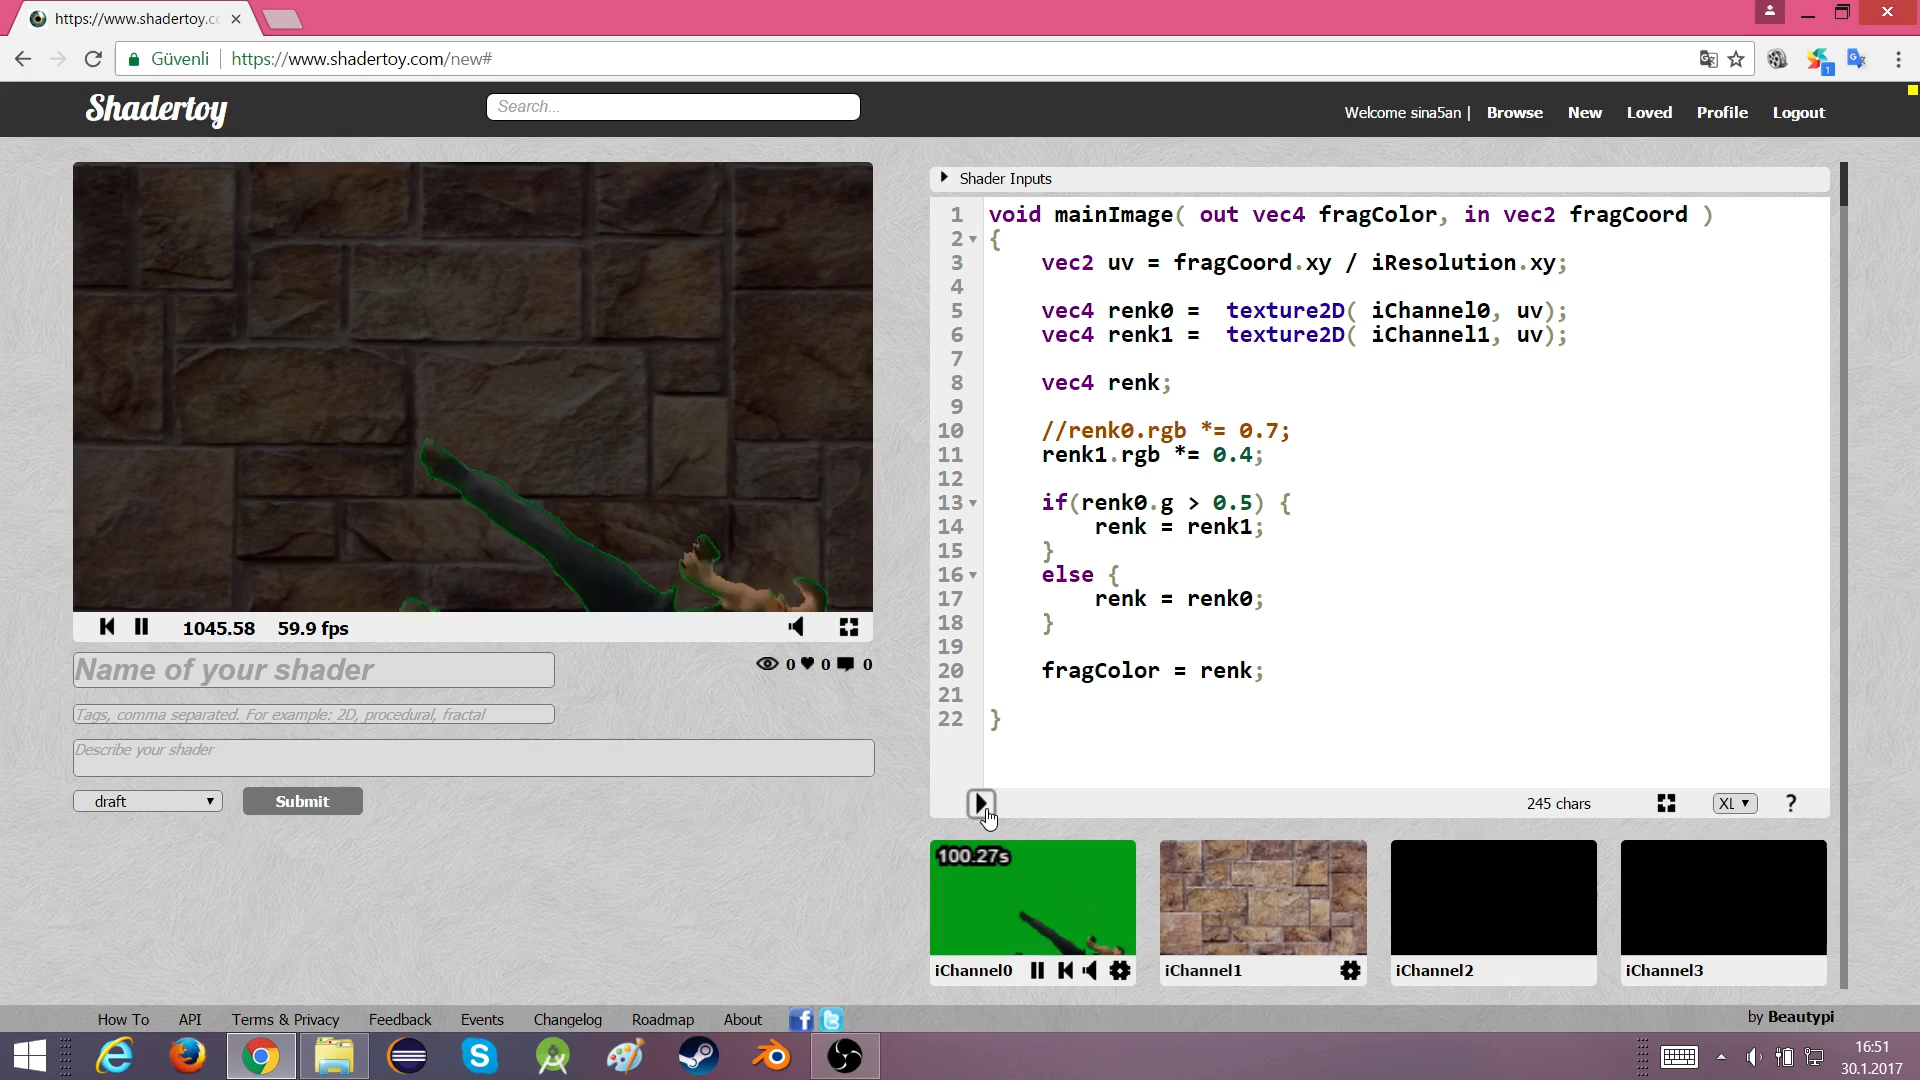 https://www.shadertoy.co
Güvenli
https://www.shadertoy.com/new#
1
Shadertoy
Search...
Welcome sina5an |
Browse
New
Loved
Profile
Logout
Shader Inputs
1 void mainImage( out vec4 fragColor, in vec2 fragCoord )
2 {
3 vec2 uv = fragCoord.xy / iResolution.xy;
4
5 vec4 renk0 =  texture2D( iChannel0, uv);
6 vec4 renk1 =  texture2D( iChannel1, uv);
7
8 vec4 renk;
9
10 //renk0.rgb *= 0.7;
11 renk1.rgb *= 0.4;
12
13 if(renk0.g > 0.5) {
14 renk = renk1;
15 }
16 else {
17 renk = renk0;
18 }
19
20 fragColor = renk;
21
22 }
1045.58 59.9 fps
Name of your shader
0 0 0
Tags, comma separated. For example: 2D, procedural, fractal
Describe your shader
draft
Submit
245 chars
XL
?
100.27s
iChannel0
iChannel1
iChannel2
iChannel3
How To
API
Terms & Privacy
Feedback
Events
Changelog
Roadmap
About
by Beautypi
16:51
30.1.2017